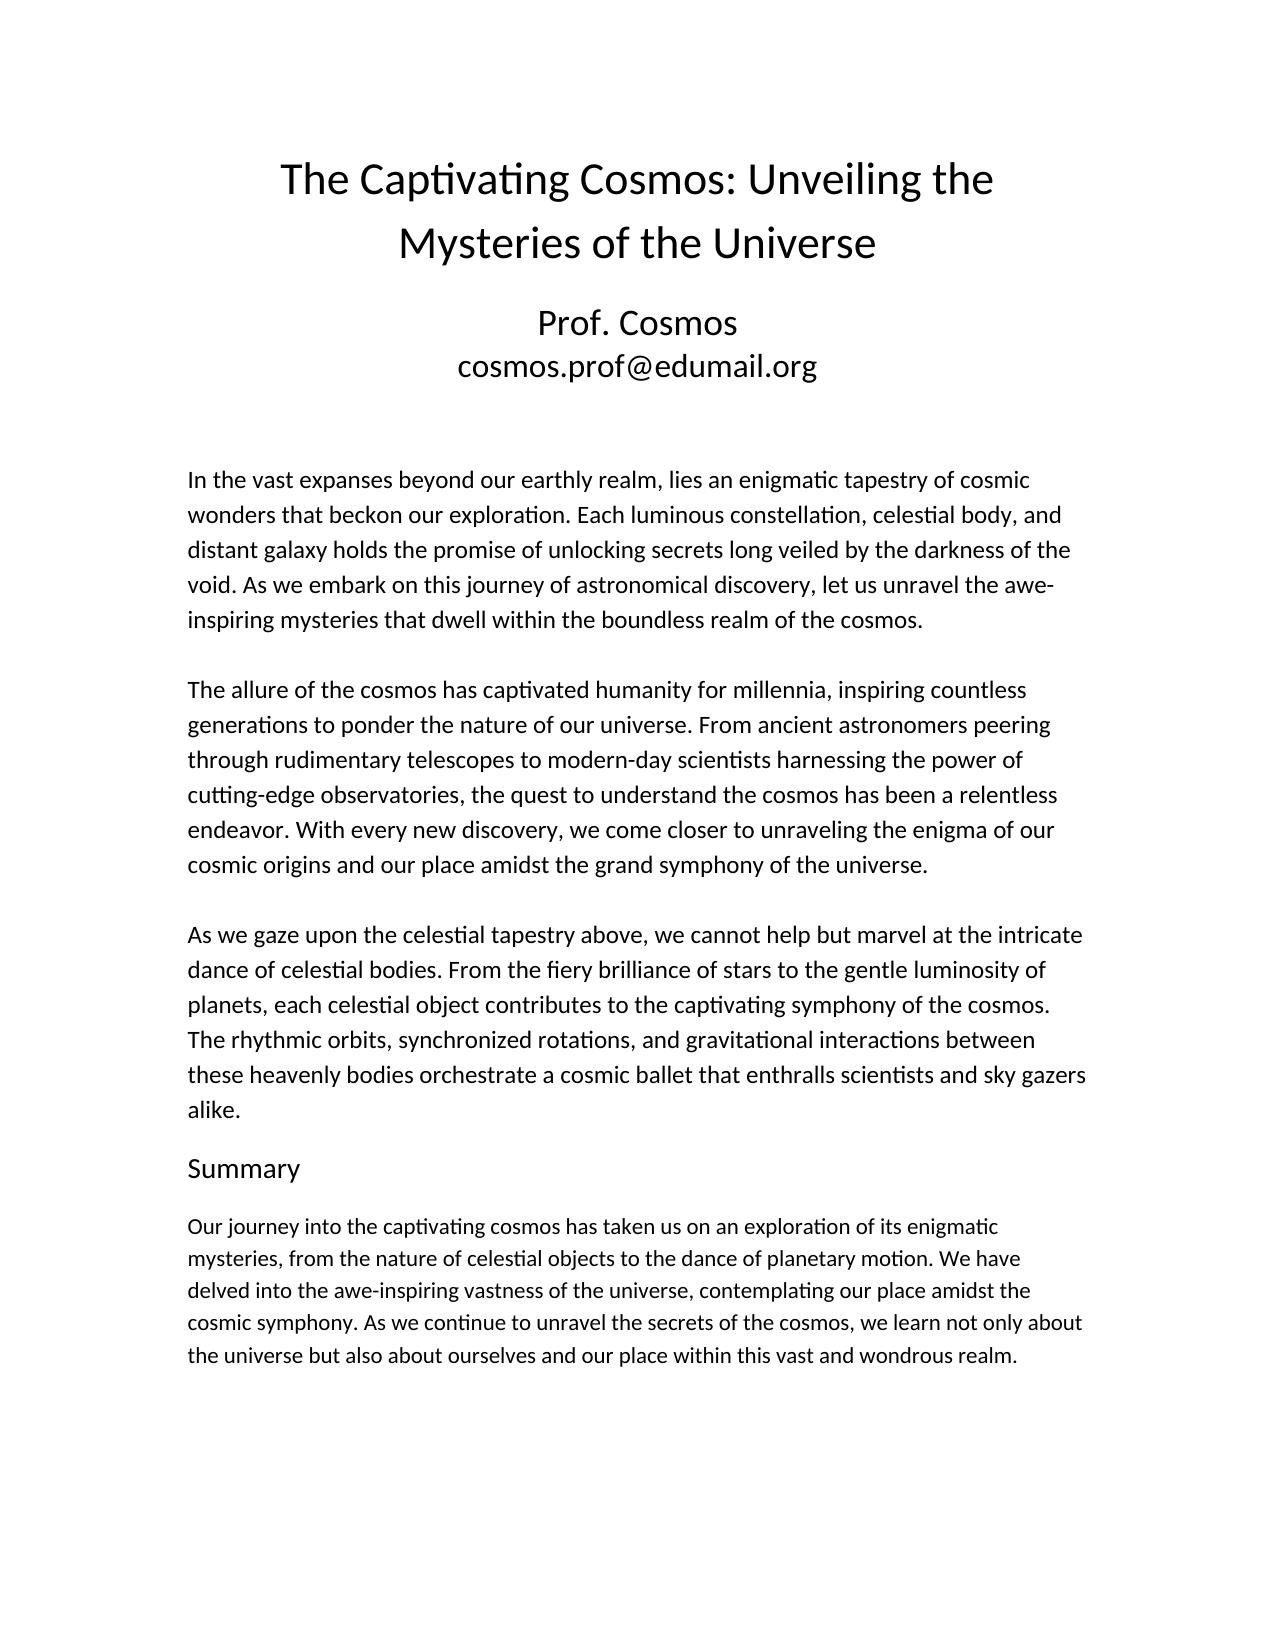 The Captivating Cosmos: Unveiling the
Mysteries of the Universe
Prof. Cosmos
cosmos.prof@edumail.org
In the vast expanses beyond our earthly realm, lies an enigmatic tapestry of cosmic
wonders that beckon our exploration. Each luminous constellation, celestial body, and
distant galaxy holds the promise of unlocking secrets long veiled by the darkness of the
void. As we embark on this journey of astronomical discovery, let us unravel the awe-
inspiring mysteries that dwell within the boundless realm of the cosmos.
The allure of the cosmos has captivated humanity for millennia, inspiring countless
generations to ponder the nature of our universe. From ancient astronomers peering
through rudimentary telescopes to modern-day scientists harnessing the power of
cutting-edge observatories, the quest to understand the cosmos has been a relentless
endeavor. With every new discovery, we come closer to unraveling the enigma of our
cosmic origins and our place amidst the grand symphony of the universe.
As we gaze upon the celestial tapestry above, we cannot help but marvel at the intricate
dance of celestial bodies. From the fiery brilliance of stars to the gentle luminosity of
planets, each celestial object contributes to the captivating symphony of the cosmos.
The rhythmic orbits, synchronized rotations, and gravitational interactions between
these heavenly bodies orchestrate a cosmic ballet that enthralls scientists and sky gazers
alike.
Summary
Our journey into the captivating cosmos has taken us on an exploration of its enigmatic
mysteries, from the nature of celestial objects to the dance of planetary motion. We have
delved into the awe-inspiring vastness of the universe, contemplating our place amidst the
cosmic symphony. As we continue to unravel the secrets of the cosmos, we learn not only about
the universe but also about ourselves and our place within this vast and wondrous realm.